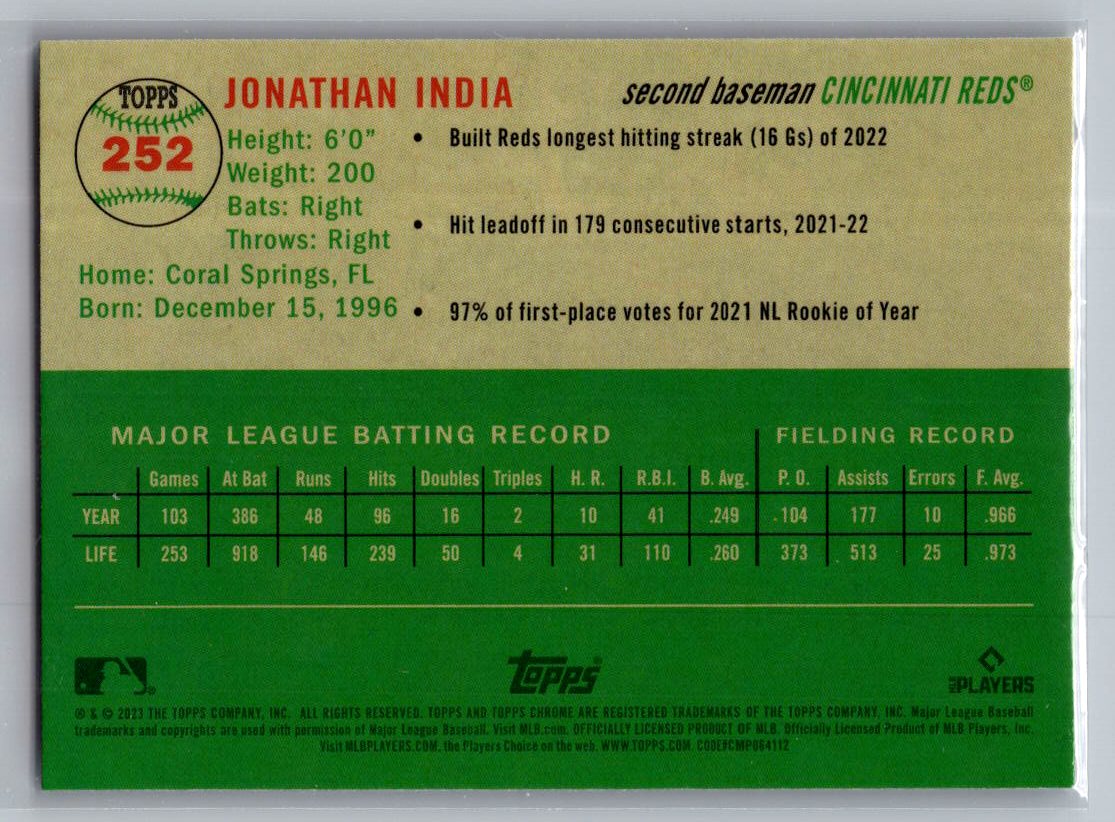 TOPPS
252
JONATHAN INDIA
second baseman CINCINNATI REDS®
Height: 6'0"
Weight: 200
Bats: Right
Throws: Right
Home: Coral Springs, FL
Born: December 15, 1996
• Built Reds longest hitting streak (16 Gs) of 2022
• Hit leadoff in 179 consecutive starts, 2021-22
• 97% of first-place votes for 2021 NL Rookie of Year
MAJOR LEAGUE BATTING RECORD FIELDING RECORD
Games At Bat Runs Hits Doubles Triples H. R. R.B.I. B. Avg. P. O. Assists Errors F. Avg.
YEAR 103 386 48 96 16 2 10 41 .249 104 177 10 .966
LIFE 253 918 146 239 50 4 31 110 .260 373 513 25 .973
topps
PLAYERS
® & © 2023 THE TOPPS COMPANY, INC. ALL RIGHTS RESERVED. TOPPS AND TOPPS CHROME ARE REGISTERED TRADEMARKS OF THE TOPPS COMPANY, INC. Major League Baseball
trademarks and copyrights are used with permission of Major League Baseball. Visit MLB.com. OFFICIALLY LICENSED PRODUCT OF MLB. Officially Licensed Product of MLB Players, Inc.
Visit MLBPLAYERS.COM, the Players Choice on the web. WWW.TOPPS.COM CODE#CMP064112